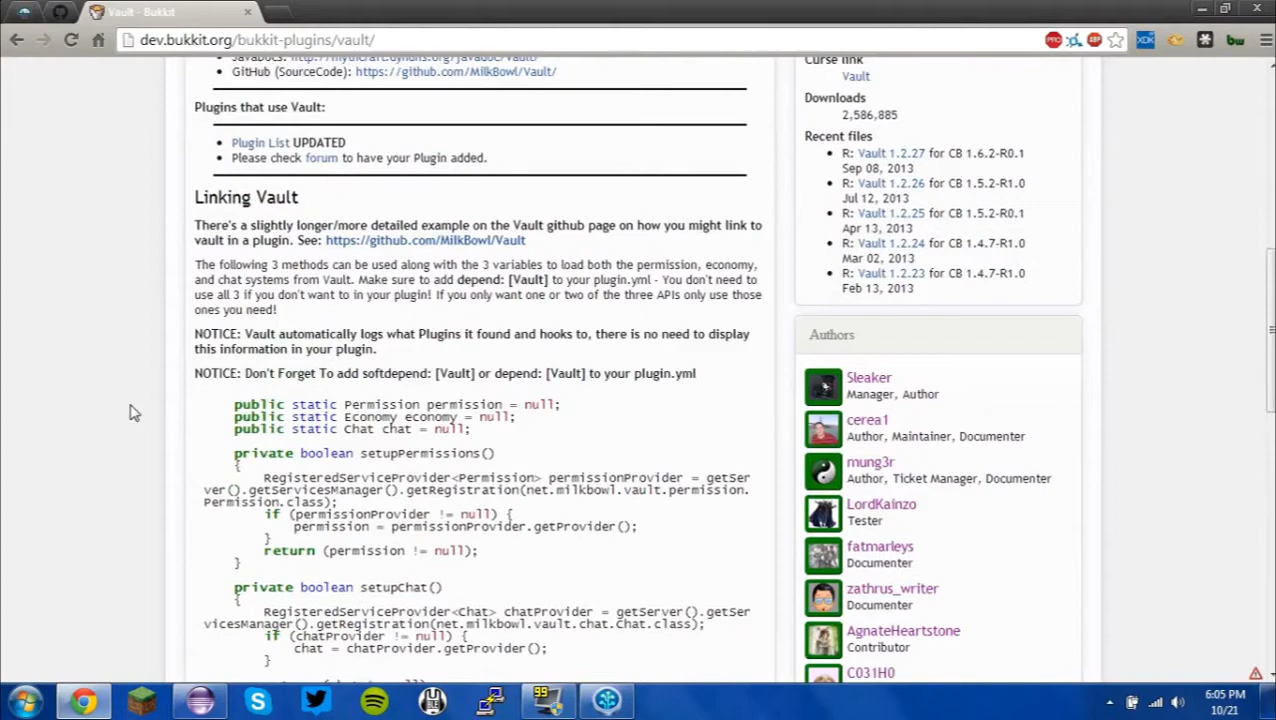 Vault - Bukkit
dev.bukkit.org/bukkit-plugins/vault/
JavaDocs: http://mythcraft.dyndns.org/javadoc/Vault/
GitHub (SourceCode): https://github.com/MilkBowl/Vault/
Plugins that use Vault:
Plugin List UPDATED
Please check forum to have your Plugin added.
Linking Vault
There's a slightly longer/more detailed example on the Vault github page on how you might link to
vault in a plugin. See: https://github.com/MilkBowl/Vault
The following 3 methods can be used along with the 3 variables to load both the permission, economy,
and chat systems from Vault. Make sure to add depend: [Vault] to your plugin.yml - You don't need to
use all 3 if you don't want to in your plugin! If you only want one or two of the three APIs only use those
ones you need!
NOTICE: Vault automatically logs what Plugins it found and hooks to, there is no need to display
this information in your plugin.
NOTICE: Don't Forget To add softdepend: [Vault] or depend: [Vault] to your plugin.yml
public static Permission permission = null;
public static Economy economy = null;
public static Chat chat = null;
private boolean setupPermissions()
{
RegisteredServiceProvider<Permission> permissionProvider = getSer
ver().getServicesManager().getRegistration(net.milkbowl.vault.permission.
Permission.class);
if (permissionProvider != null) {
permission = permissionProvider.getProvider();
}
return (permission != null);
}
private boolean setupChat()
{
RegisteredServiceProvider<Chat> chatProvider = getServer().getSer
vicesManager().getRegistration(net.milkbowl.vault.chat.Chat.class);
if (chatProvider != null) {
chat = chatProvider.getProvider();
}
Curse link
Vault
Downloads
2,586,885
Recent files
R: Vault 1.2.27 for CB 1.6.2-R0.1
Sep 08, 2013
R: Vault 1.2.26 for CB 1.5.2-R1.0
Jul 12, 2013
R: Vault 1.2.25 for CB 1.5.2-R0.1
Apr 13, 2013
R: Vault 1.2.24 for CB 1.4.7-R1.0
Mar 02, 2013
R: Vault 1.2.23 for CB 1.4.7-R1.0
Feb 13, 2013
Authors
Sleaker
Manager, Author
cerea1
Author, Maintainer, Documenter
mung3r
Author, Ticket Manager, Documenter
LordKainzo
Tester
fatmarleys
Documenter
zathrus_writer
Documenter
AgnateHeartstone
Contributor
C031H0
PRO
ABP
XDK
bw
99
6:05 PM
10/21